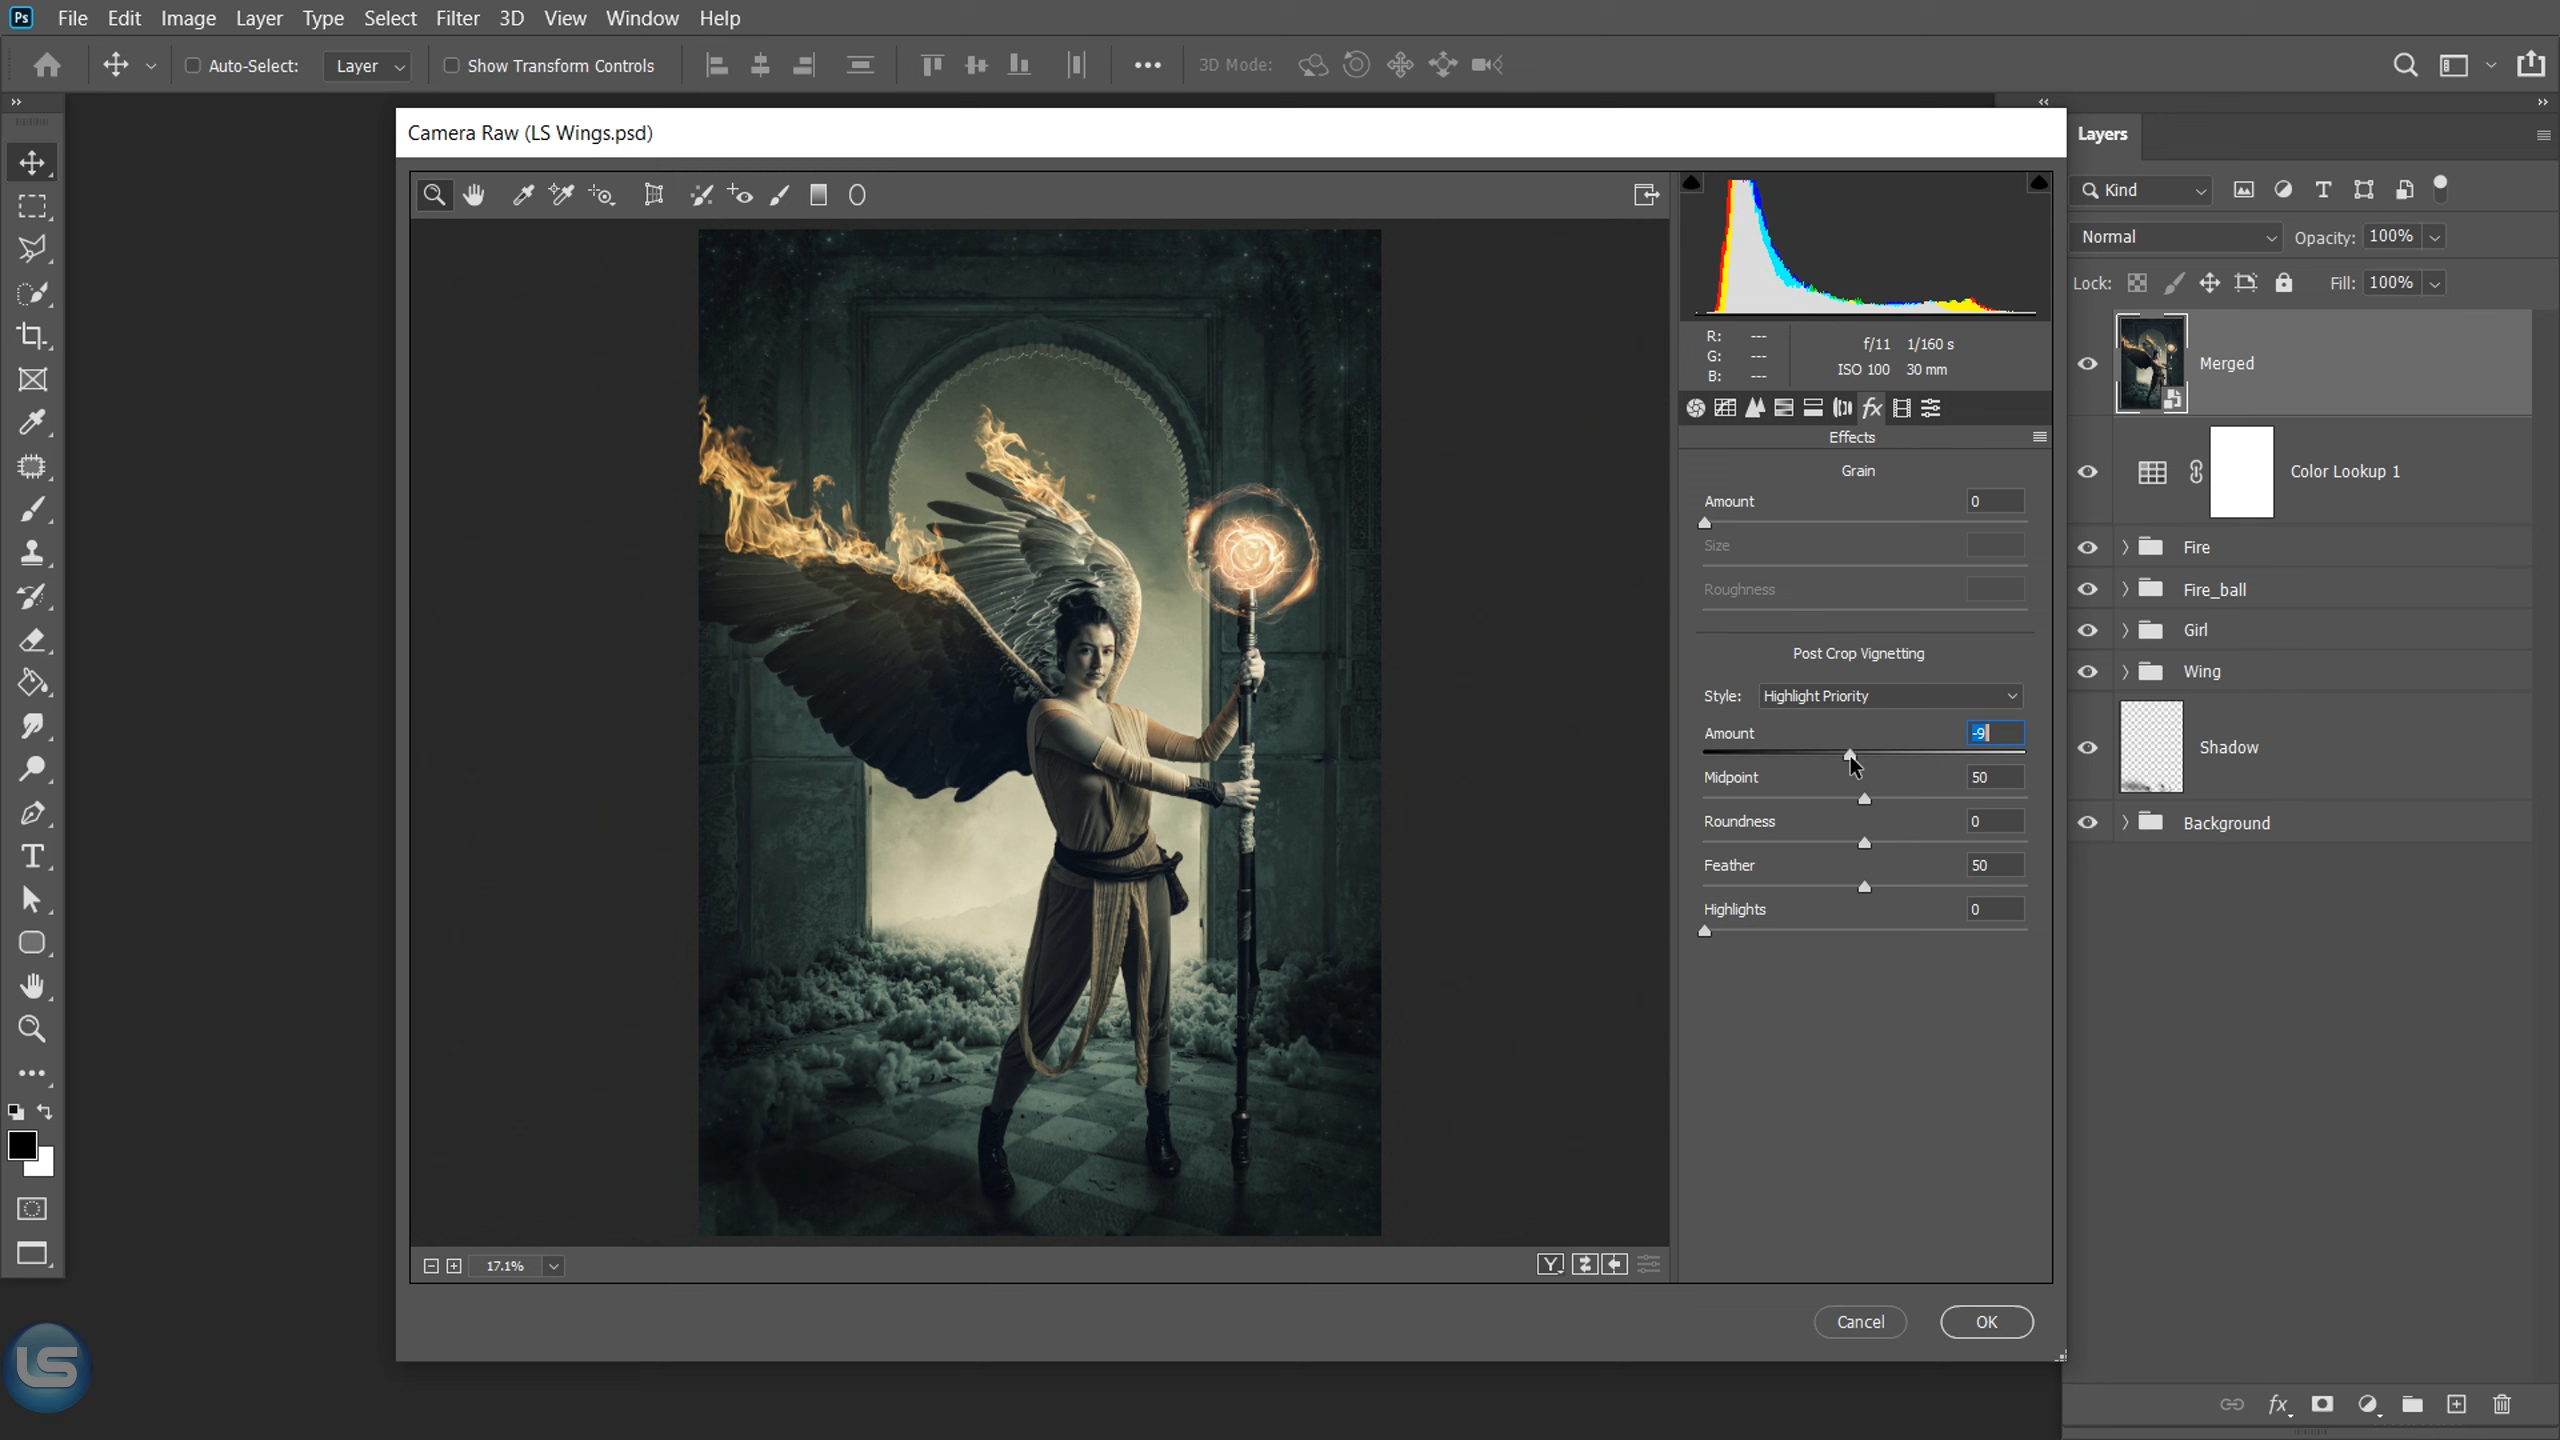 Ps File Edit Image Layer Type Select Filter 3D View Window Help
Auto-Select: Layer Show Transform Controls 3D Mode:
Camera Raw (LS Wings.psd)
R: ---
G: ---
B: ---
f/11 1/160 s
ISO 100 30 mm
fx
Effects
Grain
Amount 0
Size
Roughness
Post Crop Vignetting
Style: Highlight Priority
Amount -9
Midpoint 50
Roundness 0
Feather 50
Highlights 0
17.1%
Y
Cancel OK
Layers
Kind
Normal Opacity: 100%
Lock: Fill: 100%
Merged
Color Lookup 1
Fire
Fire_ball
Girl
Wing
Shadow
Background
fx
LS